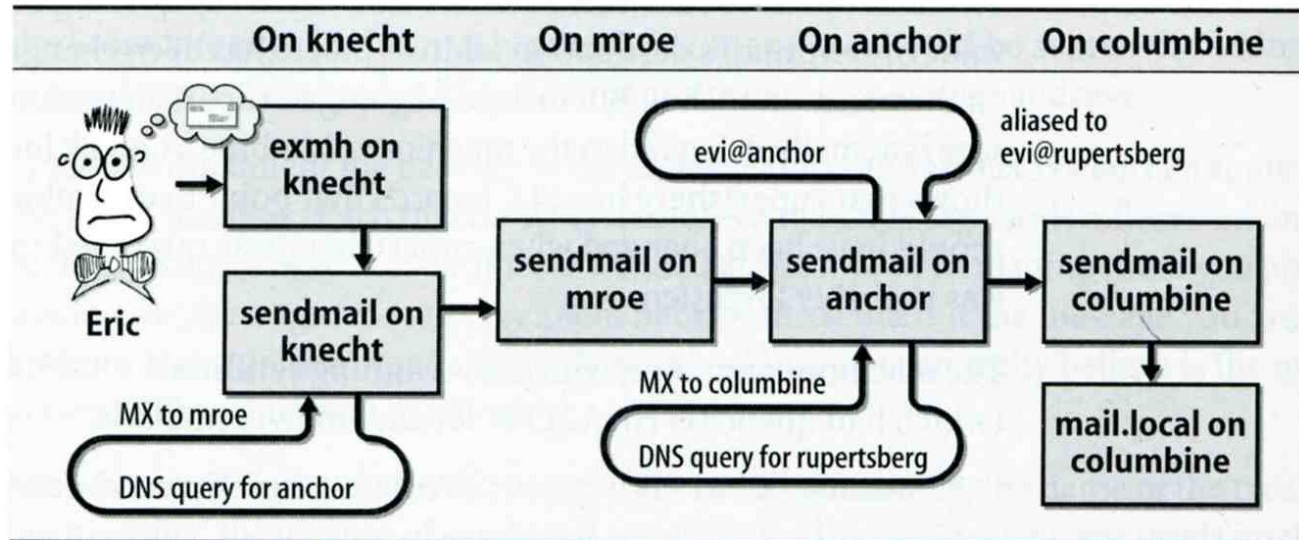 On knecht
On mroe
On anchor
On columbine
exmh on
knecht
Eric
sendmail on
knecht
MX to mroe
DNS query for anchor
sendmail on
mroe
evi@anchor
aliased to
evi@rupertsberg
sendmail on
anchor
MX to columbine
DNS query for rupertsberg
sendmail on
columbine
mail.local on
columbine